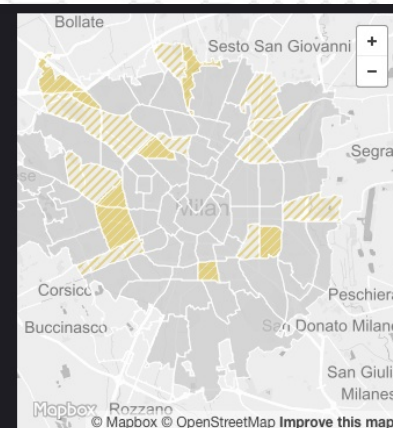 Bollate
Sesto San Giovanni
+
−
Segra
Milan
Corsico
Peschiera
Buccinasco
San Donato Milane
San Giuli
Milanes
Mapbox
Rozzano
© Mapbox © OpenStreetMap Improve this map